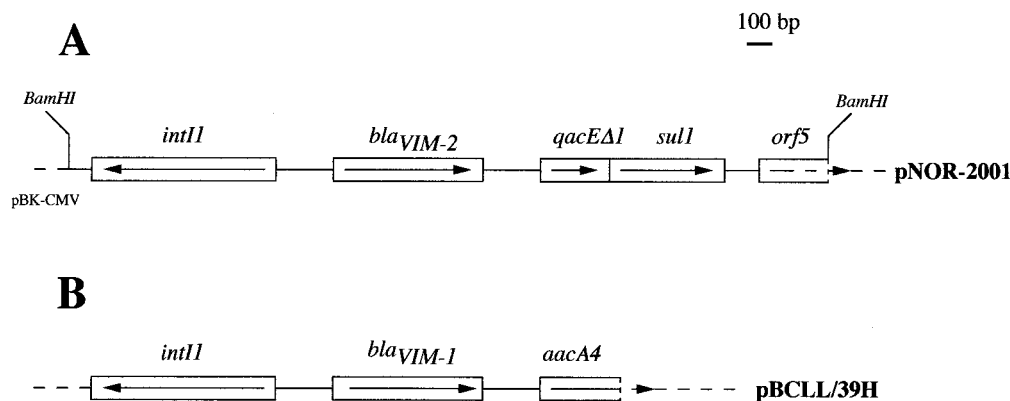 A
100 bp
BamHI
BamHI
intI1
blaVIM-2
qacEΔ1
sul1
orf5
pBK-CMV
pNOR-2001
B
intI1
blaVIM-1
aacA4
pBCLL/39H